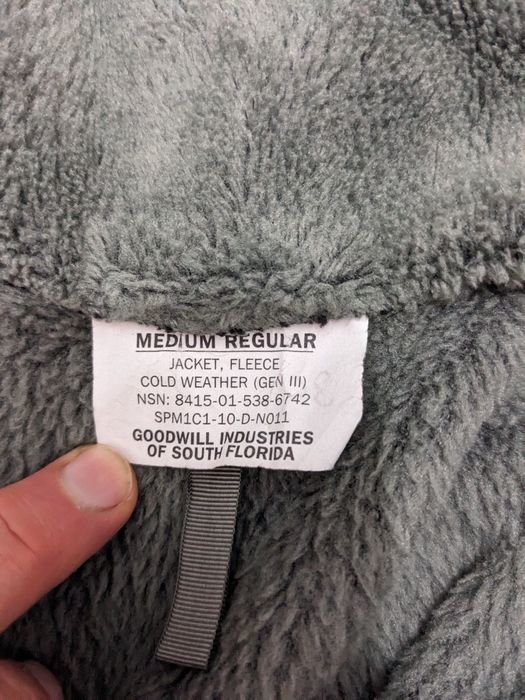 MEDIUM REGULAR
JACKET, FLEECE
COLD WEATHER (GEN III)
NSN: 8415-01-538-6742
SPM1C1-10-D-N011
GOODWILL INDUSTRIES
OF SOUTH FLORIDA